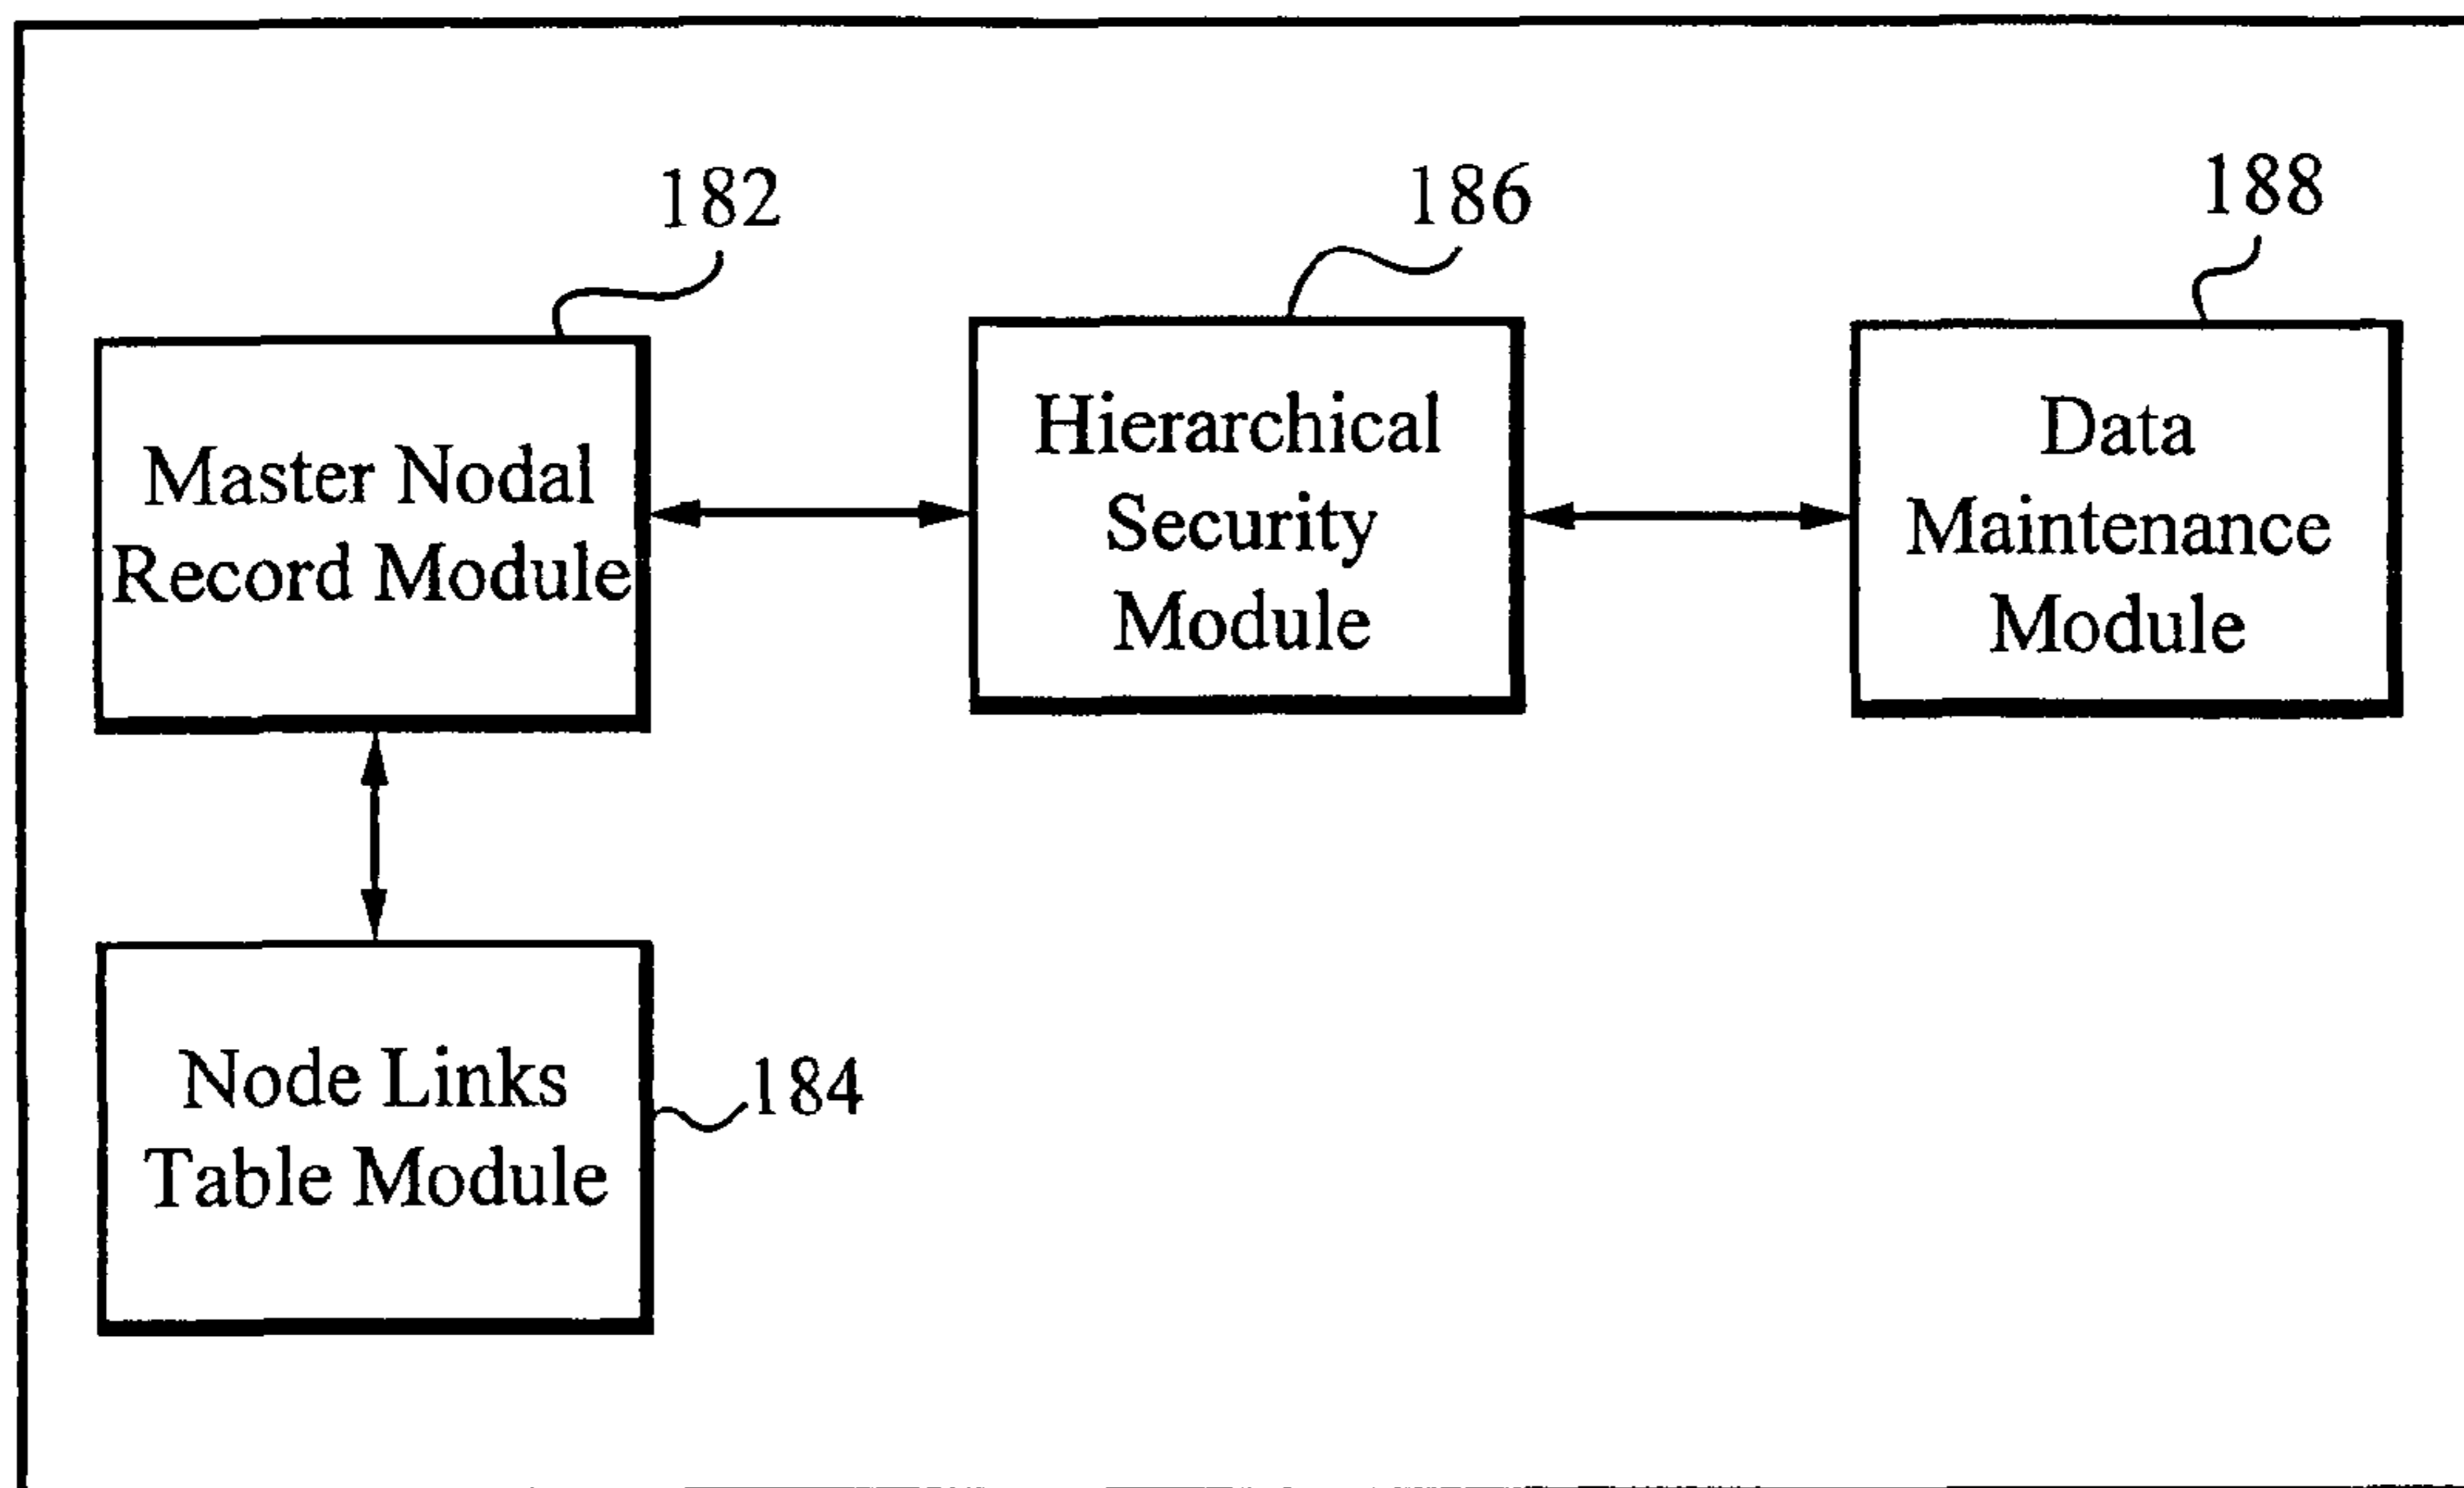 182
186
188
Master Nodal
Record Module
Hierarchical
Security
Module
Data
Maintenance
Module
Node Links
Table Module
184